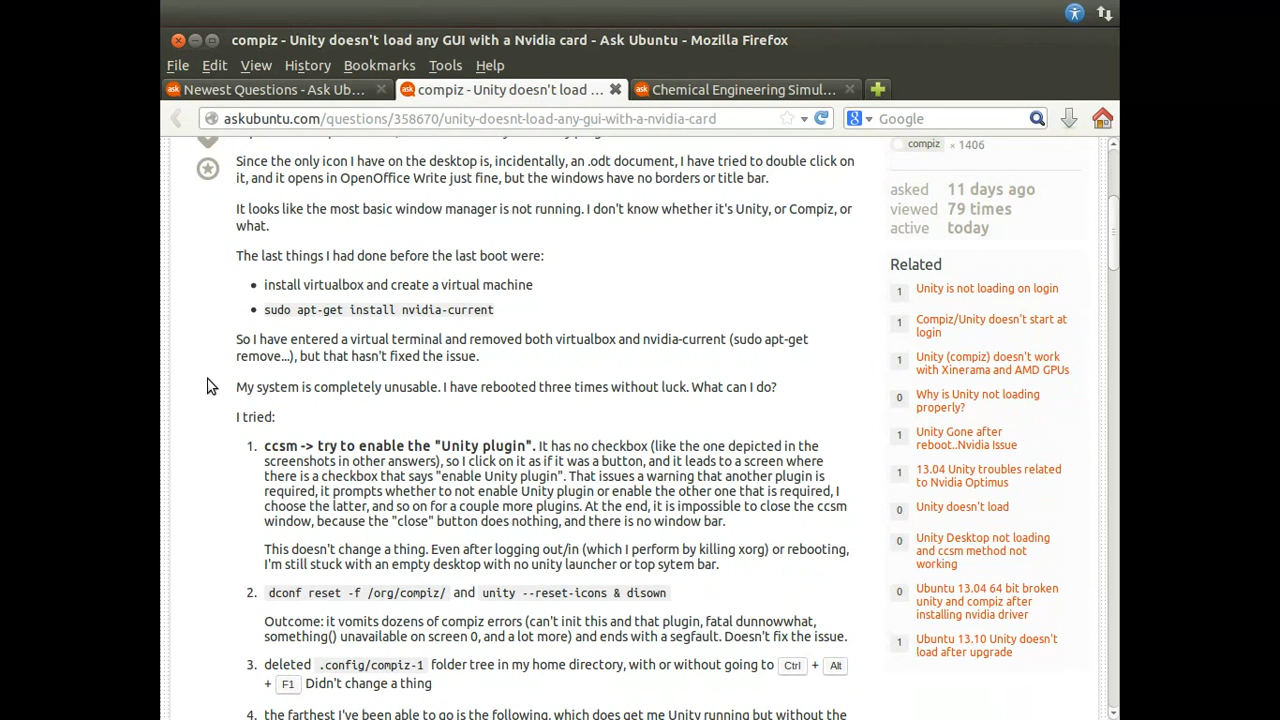 compiz - Unity doesn't load any GUI with a Nvidia card - Ask Ubuntu - Mozilla Firefox
File Edit View History Bookmarks Tools Help
Newest Questions - Ask Ub... compiz - Unity doesn't load ... Chemical Engineering Simul...
askubuntu.com/questions/358670/unity-doesnt-load-any-gui-with-a-nvidia-card Google
Since the only icon I have on the desktop is, incidentally, an .odt document, I have tried to double click on
it, and it opens in OpenOffice Write just fine, but the windows have no borders or title bar.
It looks like the most basic window manager is not running. I don't know whether it's Unity, or Compiz, or
what.
The last things I had done before the last boot were:
install virtualbox and create a virtual machine
sudo apt-get install nvidia-current
So I have entered a virtual terminal and removed both virtualbox and nvidia-current (sudo apt-get
remove...), but that hasn't fixed the issue.
My system is completely unusable. I have rebooted three times without luck. What can I do?
I tried:
1. ccsm -> try to enable the "Unity plugin". It has no checkbox (like the one depicted in the
screenshots in other answers), so I click on it as if it was a button, and it leads to a screen where
there is a checkbox that says "enable Unity plugin". That issues a warning that another plugin is
required, it prompts whether to not enable Unity plugin or enable the other one that is required, I
choose the latter, and so on for a couple more plugins. At the end, it is impossible to close the ccsm
window, because the "close" button does nothing, and there is no window bar.
This doesn't change a thing. Even after logging out/in (which I perform by killing xorg) or rebooting,
I'm still stuck with an empty desktop with no unity launcher or top sytem bar.
2. dconf reset -f /org/compiz/ and unity --reset-icons & disown
Outcome: it vomits dozens of compiz errors (can't init this and that plugin, fatal dunnowwhat,
something() unavailable on screen 0, and a lot more) and ends with a segfault. Doesn't fix the issue.
3. deleted .config/compiz-1 folder tree in my home directory, with or without going to Ctrl + Alt
+ F1 Didn't change a thing
4. the farthest I've been able to go is the following, which does get me Unity running but without the
compiz × 1406
asked 11 days ago
viewed 79 times
active today
Related
1 Unity is not loading on login
1 Compiz/Unity doesn't start at
login
1 Unity (compiz) doesn't work
with Xinerama and AMD GPUs
0 Why is Unity not loading
properly?
1 Unity Gone after
reboot..Nvidia Issue
1 13.04 Unity troubles related
to Nvidia Optimus
0 Unity doesn't load
0 Unity Desktop not loading
and ccsm method not
working
0 Ubuntu 13.04 64 bit broken
unity and compiz after
installing nvidia driver
1 Ubuntu 13.10 Unity doesn't
load after upgrade